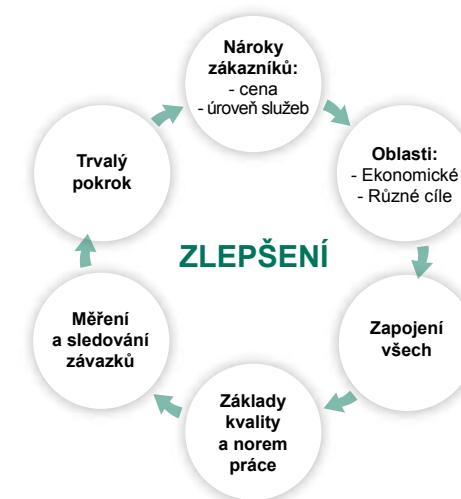 Nároky
zákazníků:
- cena
- úroveň služeb
Oblasti:
- Ekonomické
- Různé cíle
Zapojení
všech
Základy
kvality
a norem
práce
Měření
a sledování
závazků
Trvalý
pokrok
ZLEPŠENÍ